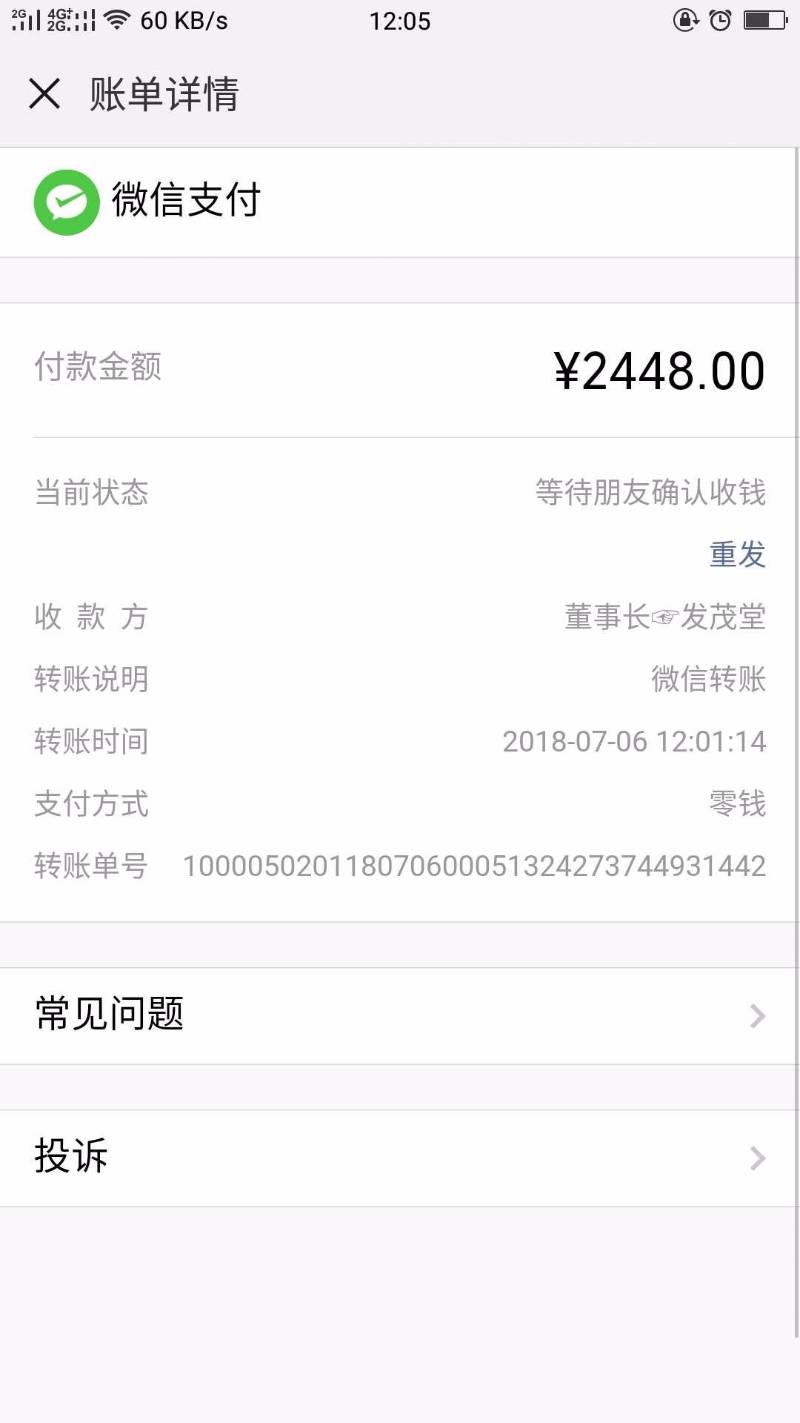 2G 4G+ 2G 60 KB/s 12:05
账单详情
微信支付
付款金额 ¥2448.00
当前状态 等待朋友确认收钱
重发
收款方 董事长☞发茂堂
转账说明 微信转账
转账时间 2018-07-06 12:01:14
支付方式 零钱
转账单号 100005020118070600051324273744931442
常见问题
投诉